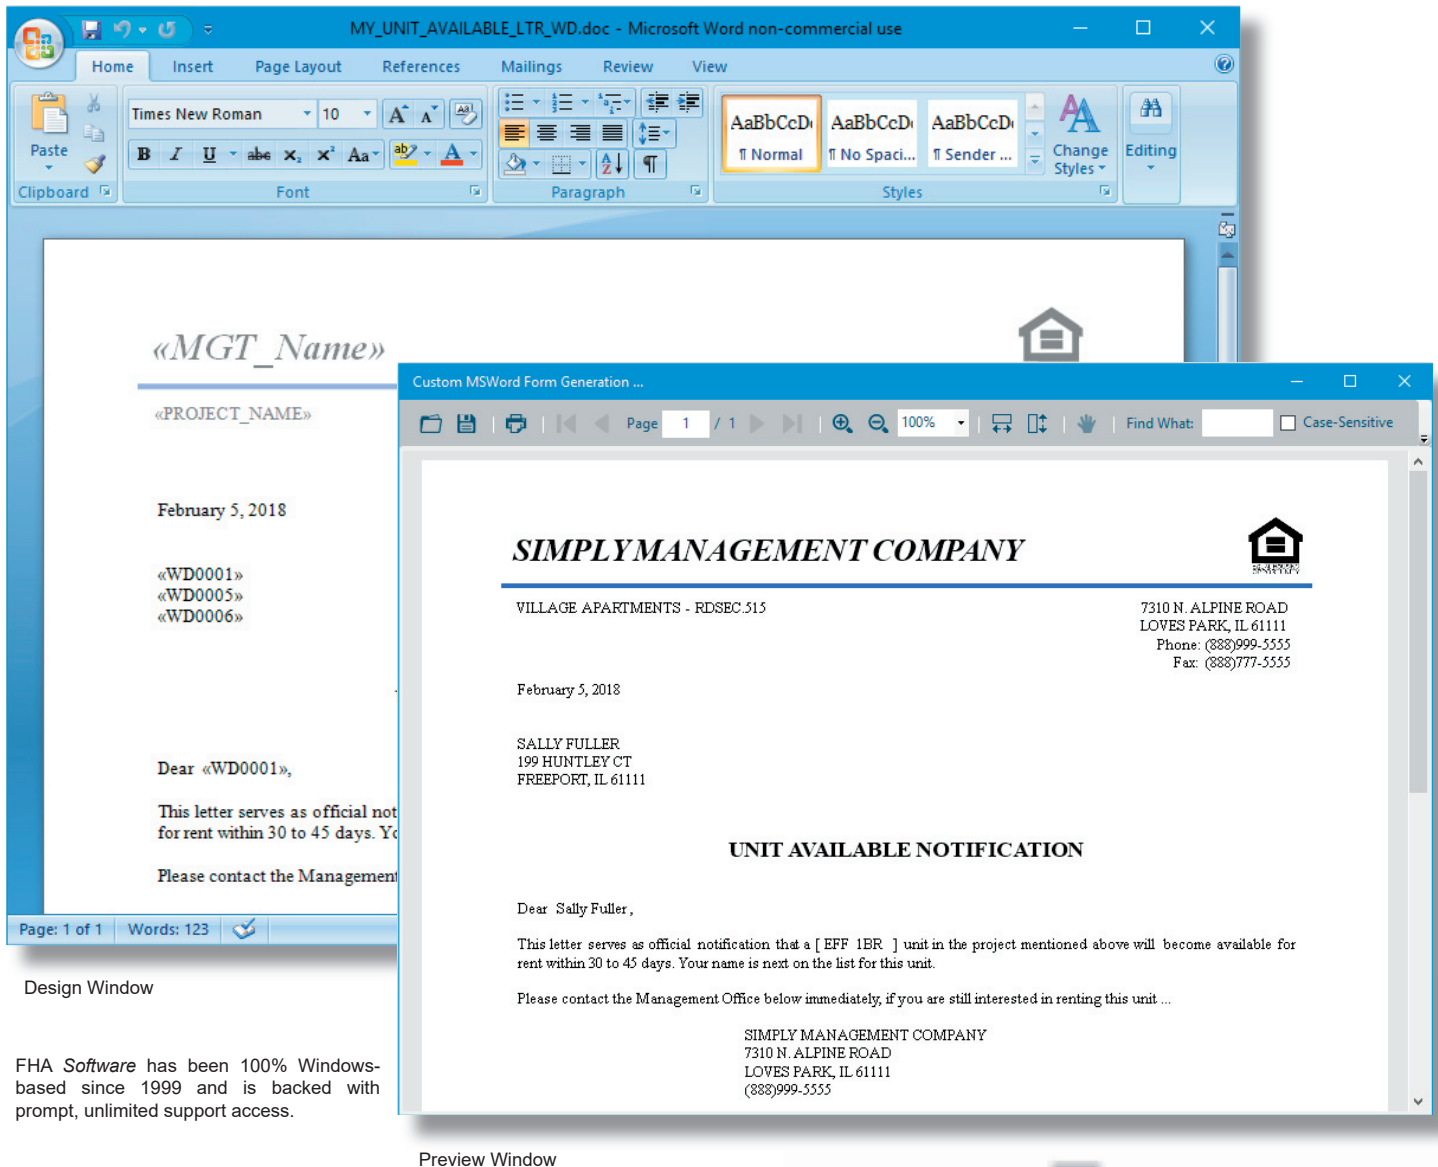 MY_UNIT_AVAILABLE_LTR_WD.doc - Microsoft Word non-commercial use
Home Insert Page Layout References Mailings Review View
Times New Roman 10
AaBbCcD AaBbCcD AaBbCcD
Paste
¶ Normal ¶ No Spaci... ¶ Sender ...
Change Styles
Editing
Clipboard Font Paragraph Styles
«MGT_Name»
«PROJECT_NAME»
February 5, 2018
«WD0001»
«WD0005»
«WD0006»
Dear «WD0001»,
This letter serves as official not
for rent within 30 to 45 days. Yo
Please contact the Managemen
Page: 1 of 1 Words: 123
Design Window
Custom MSWord Form Generation ...
Page 1 / 1 100% Find What: Case-Sensitive
SIMPLY MANAGEMENT COMPANY
VILLAGE APARTMENTS - RDSEC.515
7310 N. ALPINE ROAD
LOVES PARK, IL 61111
Phone: (888)999-5555
Fax: (888)777-5555
February 5, 2018
SALLY FULLER
199 HUNTLEY CT
FREEPORT, IL 61111
UNIT AVAILABLE NOTIFICATION
Dear Sally Fuller,
This letter serves as official notification that a [ EFF 1BR ] unit in the project mentioned above will become available for
rent within 30 to 45 days. Your name is next on the list for this unit.
Please contact the Management Office below immediately, if you are still interested in renting this unit ...
SIMPLY MANAGEMENT COMPANY
7310 N. ALPINE ROAD
LOVES PARK, IL 61111
(888)999-5555
Preview Window
FHA Software has been 100% Windows-
based since 1999 and is backed with
prompt, unlimited support access.